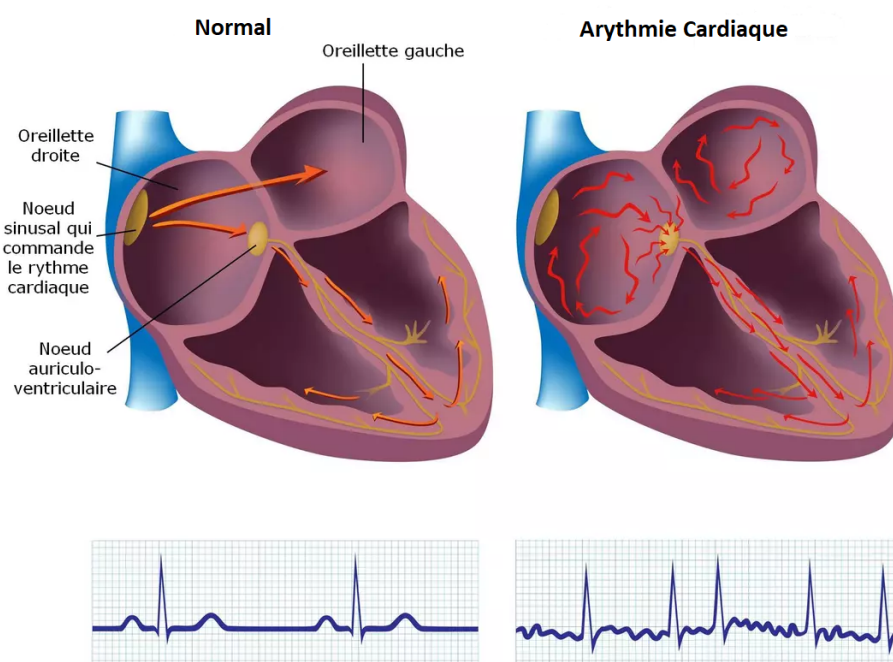 Normal
Arythmie Cardiaque
Oreillette gauche
Oreillette
droite
Noeud
sinusal qui
commande
le rythme
cardiaque
Noeud
auriculo-
ventriculaire